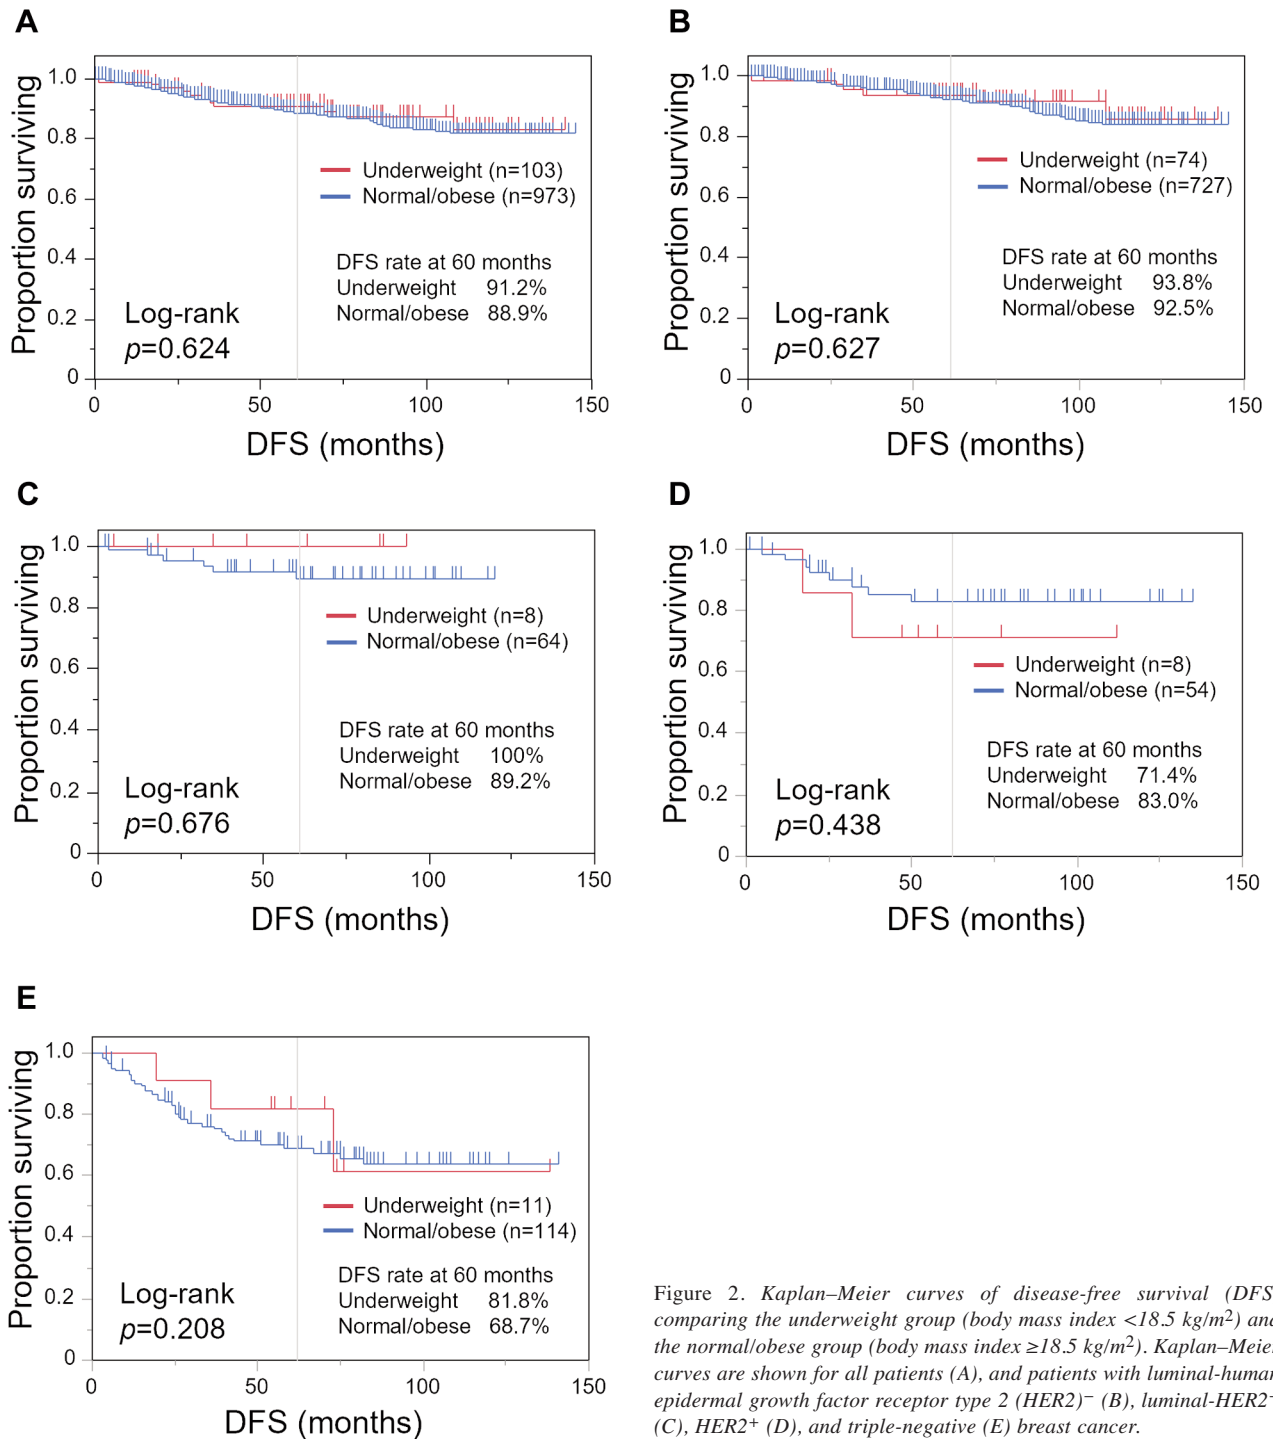 A
Proportion surviving
1.0
0.8
0.6
0.4
0.2
0
Underweight (n=103)
Normal/obese (n=973)
DFS rate at 60 months
Underweight 91.2%
Normal/obese 88.9%
Log-rank
p=0.624
0 50 100 150
DFS (months)
B
Proportion surviving
1.0
0.8
0.6
0.4
0.2
0
Underweight (n=74)
Normal/obese (n=727)
DFS rate at 60 months
Underweight 93.8%
Normal/obese 92.5%
Log-rank
p=0.627
0 50 100 150
DFS (months)
C
Proportion surviving
1.0
0.8
0.6
0.4
0.2
0
Underweight (n=8)
Normal/obese (n=64)
DFS rate at 60 months
Underweight 100%
Normal/obese 89.2%
Log-rank
p=0.676
0 50 100 150
DFS (months)
D
Proportion surviving
1.0
0.8
0.6
0.4
0.2
0
Underweight (n=8)
Normal/obese (n=54)
DFS rate at 60 months
Underweight 71.4%
Normal/obese 83.0%
Log-rank
p=0.438
0 50 100 150
DFS (months)
E
Proportion surviving
1.0
0.8
0.6
0.4
0.2
0
Underweight (n=11)
Normal/obese (n=114)
DFS rate at 60 months
Underweight 81.8%
Normal/obese 68.7%
Log-rank
p=0.208
0 50 100 150
DFS (months)
Figure 2. Kaplan–Meier curves of disease-free survival (DFS
comparing the underweight group (body mass index <18.5 kg/m²) and
the normal/obese group (body mass index ≥18.5 kg/m²). Kaplan–Meier
curves are shown for all patients (A), and patients with luminal-human
epidermal growth factor receptor type 2 (HER2)⁻ (B), luminal-HER2
(C), HER2⁺ (D), and triple-negative (E) breast cancer.